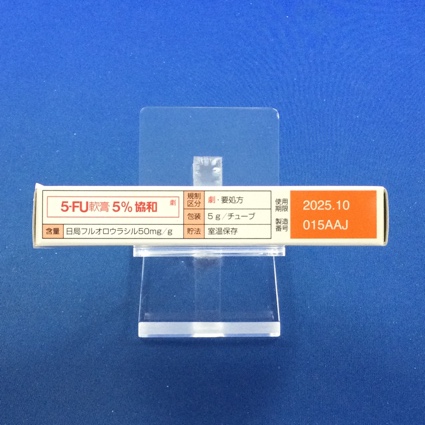 5-FU軟膏5%協和 劇
含量 日局フルオロウラシル50mg/g
規制区分 劇・要処方
包装 5g/チューブ
貯法 室温保存
使用期限 2025.10
製造番号 015AAJ